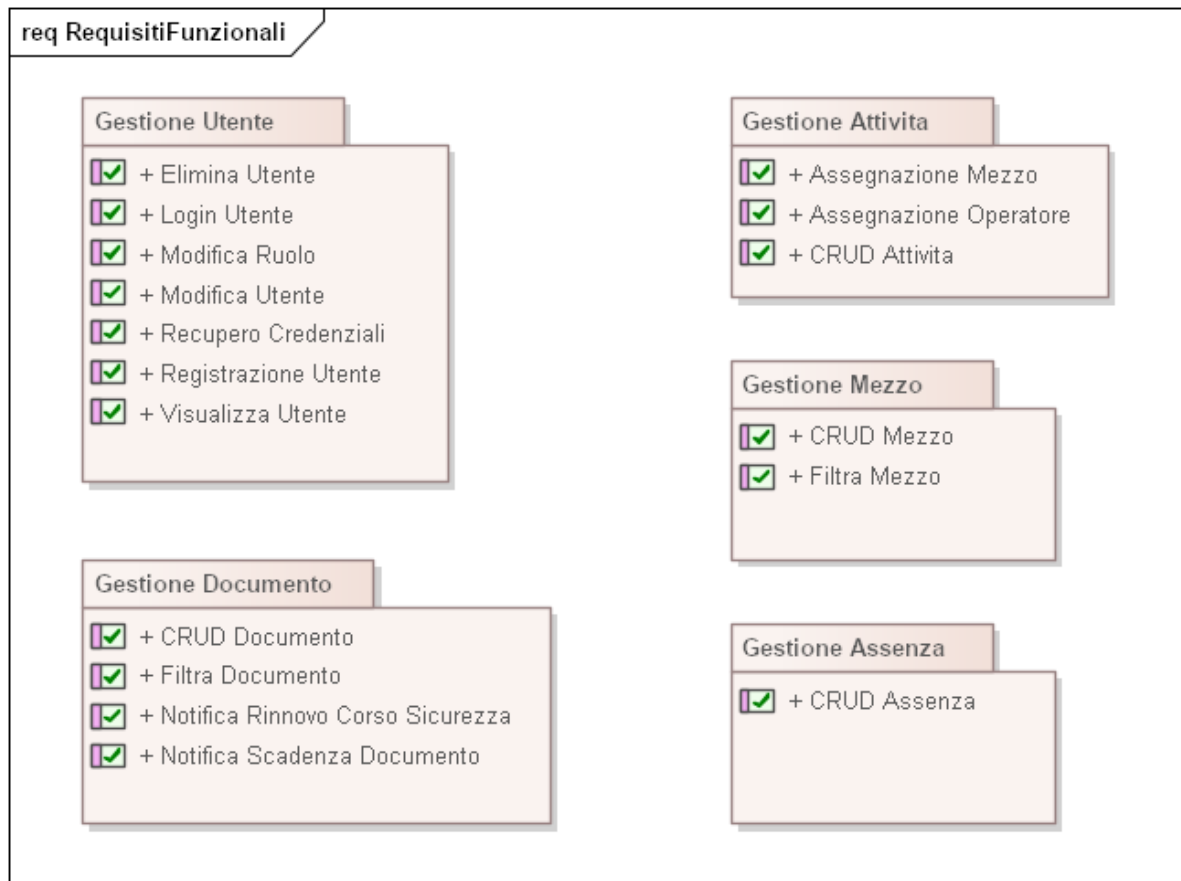 req RequisitiFunzionali
Gestione Utente
+ Elimina Utente
+ Login Utente
+ Modifica Ruolo
+ Modifica Utente
+ Recupero Credenziali
+ Registrazione Utente
+ Visualizza Utente
Gestione Documento
+ CRUD Documento
+ Filtra Documento
+ Notifica Rinnovo Corso Sicurezza
+ Notifica Scadenza Documento
Gestione Attivita
+ Assegnazione Mezzo
+ Assegnazione Operatore
+ CRUD Attivita
Gestione Mezzo
+ CRUD Mezzo
+ Filtra Mezzo
Gestione Assenza
+ CRUD Assenza